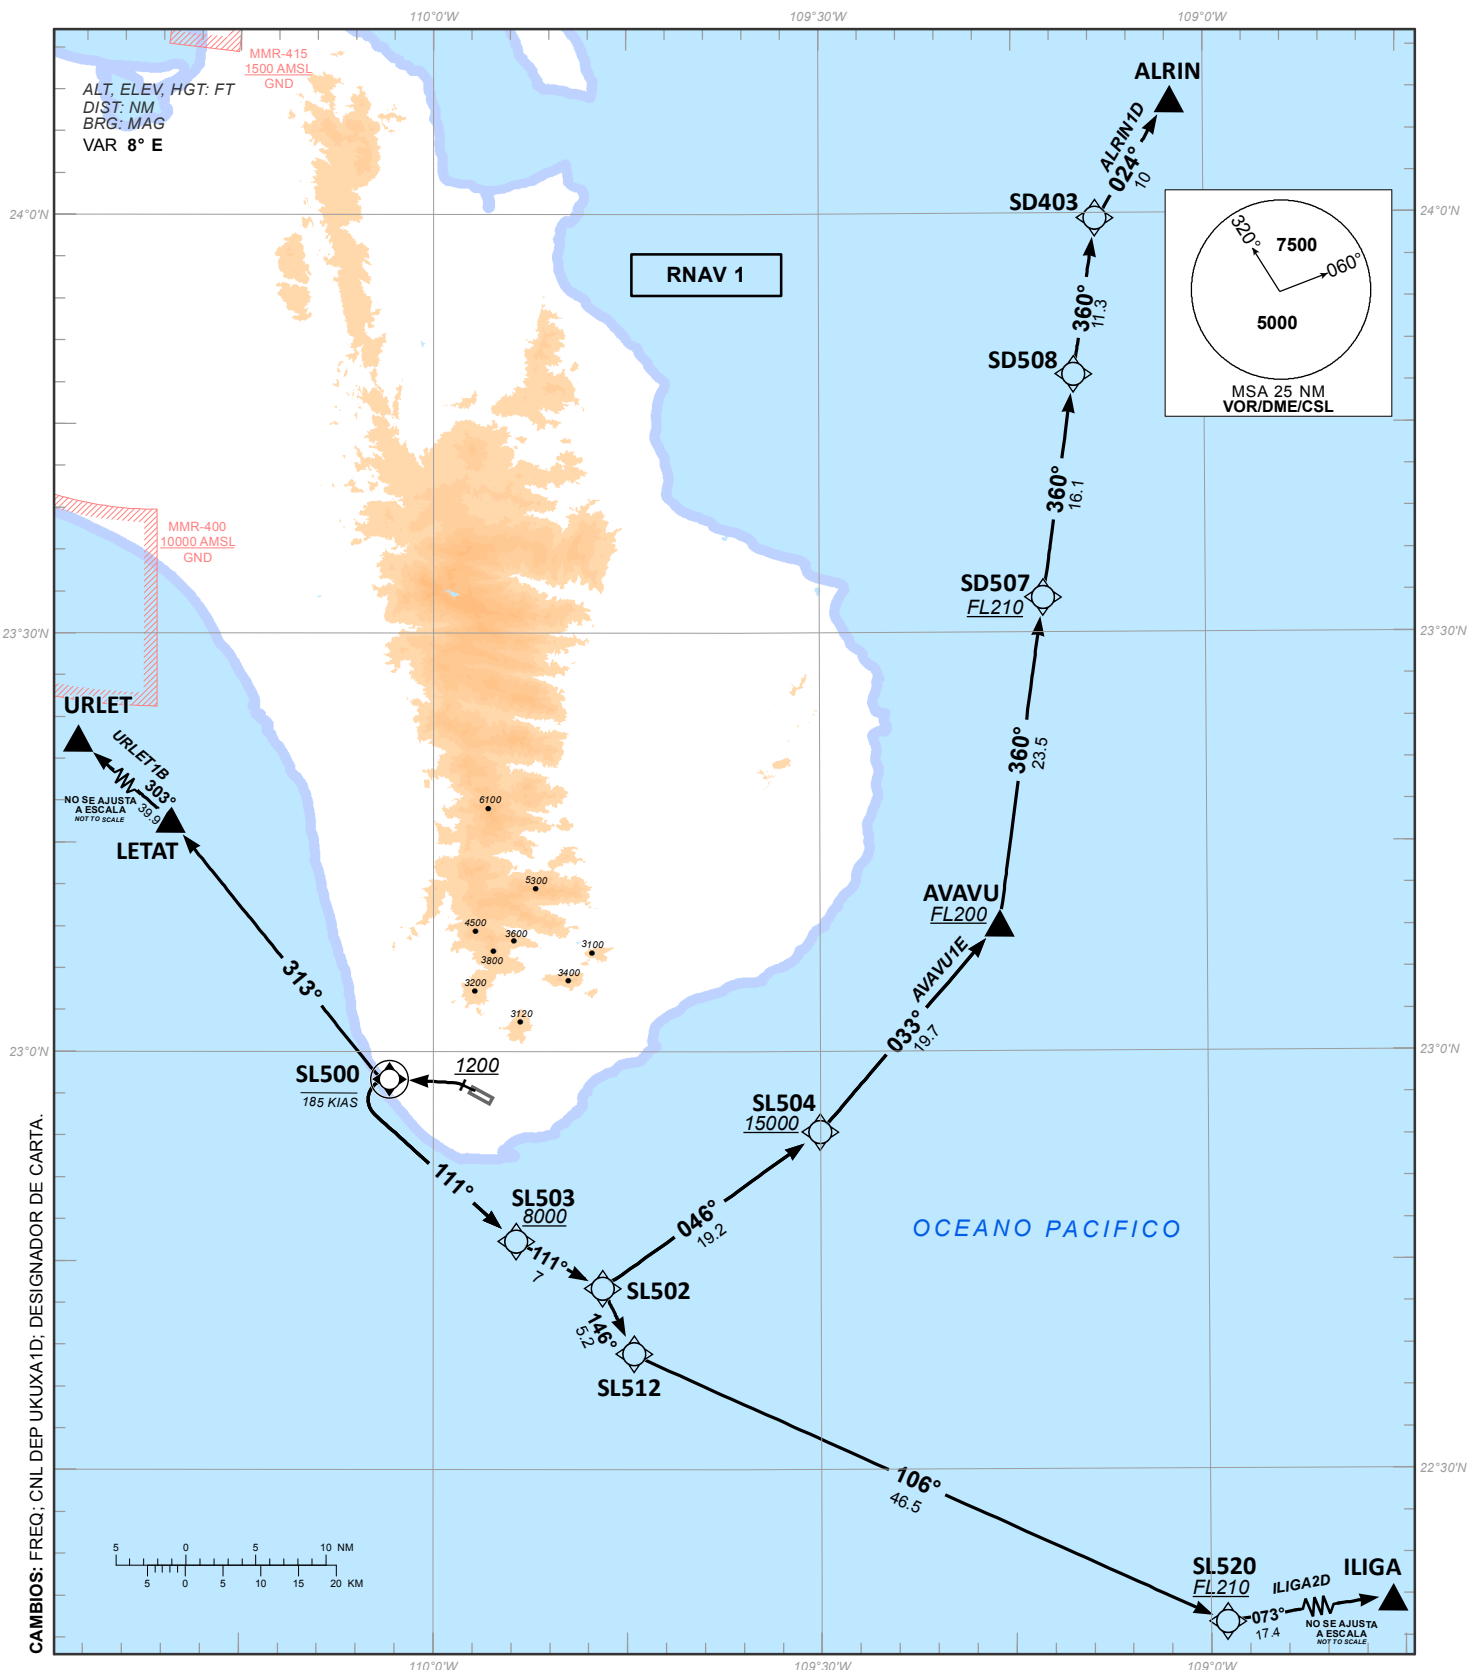 110°0'W
109°30'W
109°0'W
MMR-415
1500 AMSL
GND
ALT, ELEV, HGT: FT
DIST: NM
BRG: MAG
VAR 8° E
ALRIN
ALRIN1D
024°
10
SD403
24°0'N
24°0'N
320°
7500
060°
5000
MSA 25 NM
VOR/DME/CSL
RNAV 1
360°
11.3
SD508
360°
16.1
MMR-400
10000 AMSL
GND
SD507
FL210
23°30'N
23°30'N
URLET
URLET1B
303°
39.9
NO SE AJUSTA
A ESCALA
NOT TO SCALE
LETAT
360°
23.5
6100
5300
4500
3600
3800
3100
3400
3200
3120
AVAVU
FL200
AVAVU1E
313°
033°
19.7
23°0'N
23°0'N
SL500
185 KIAS
1200
SL504
15000
111°
SL503
8000
046°
19.2
OCEANO PACIFICO
111°
7
SL502
146°
5.2
SL512
22°30'N
106°
46.5
5 0 5 10 NM
5 0 5 10 15 20 KM
SL520
FL210
ILIGA
ILIGA2D
073°
17.4
NO SE AJUSTA
A ESCALA
NOT TO SCALE
110°0'W
109°30'W
109°0'W
CAMBIOS: FREQ; CNL DEP UKUXA1D; DESIGNADOR DE CARTA.